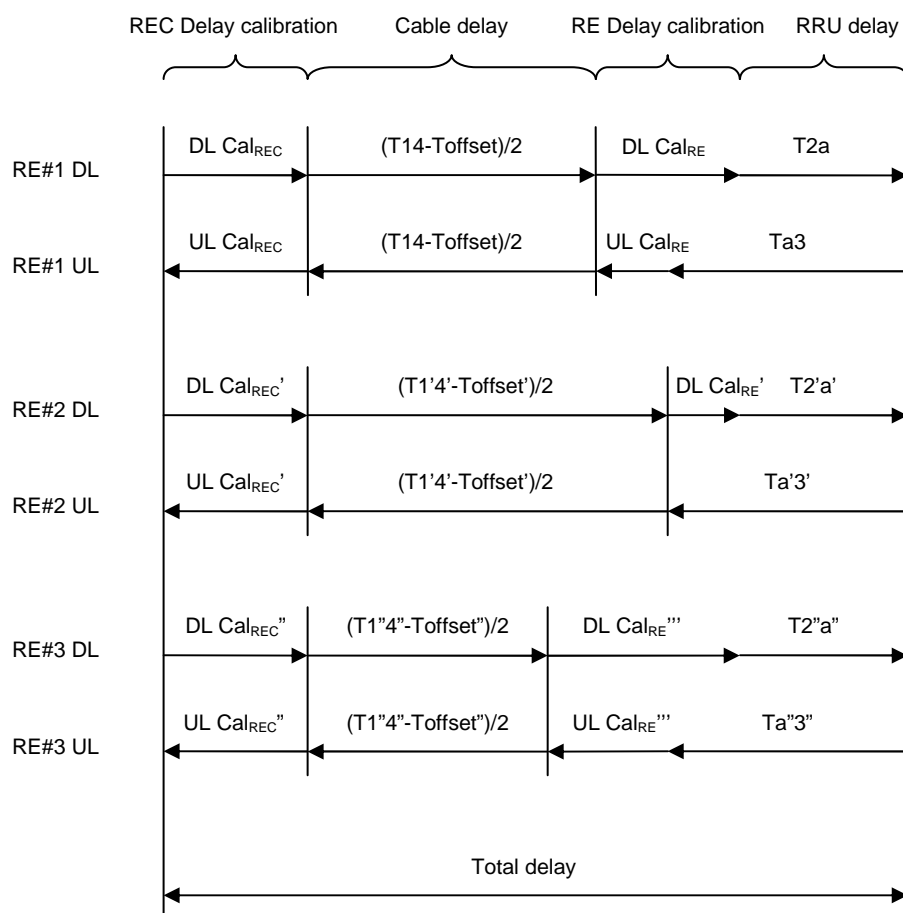 REC Delay calibration Cable delay RE Delay calibration RRU delay
DL CalREC (T14-Toffset)/2 DL CalRE T2a
RE#1 DL
UL CalREC (T14-Toffset)/2 UL CalRE Ta3
RE#1 UL
DL CalREC' (T1'4'-Toffset')/2 DL CalRE' T2'a'
RE#2 DL
UL CalREC' (T1'4'-Toffset')/2 Ta'3'
RE#2 UL
DL CalREC” (T1”4”-Toffset”)/2 DL CalRE''' T2”a”
RE#3 DL
UL CalREC” (T1”4”-Toffset”)/2 UL CalRE''' Ta”3”
RE#3 UL
Total delay